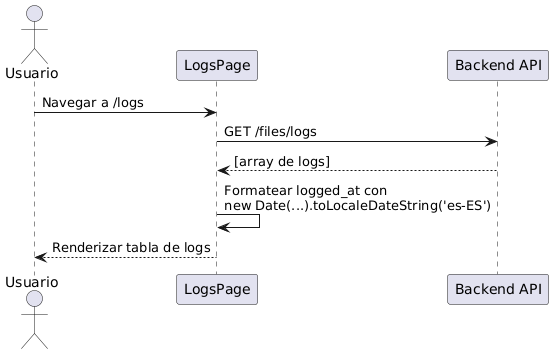 Usuario
LogsPage
Backend API
Navegar a /logs
GET /files/logs
[array de logs]
Formatear logged_at con
new Date(...).toLocaleDateString('es-ES')
Renderizar tabla de logs
Usuario
LogsPage
Backend API